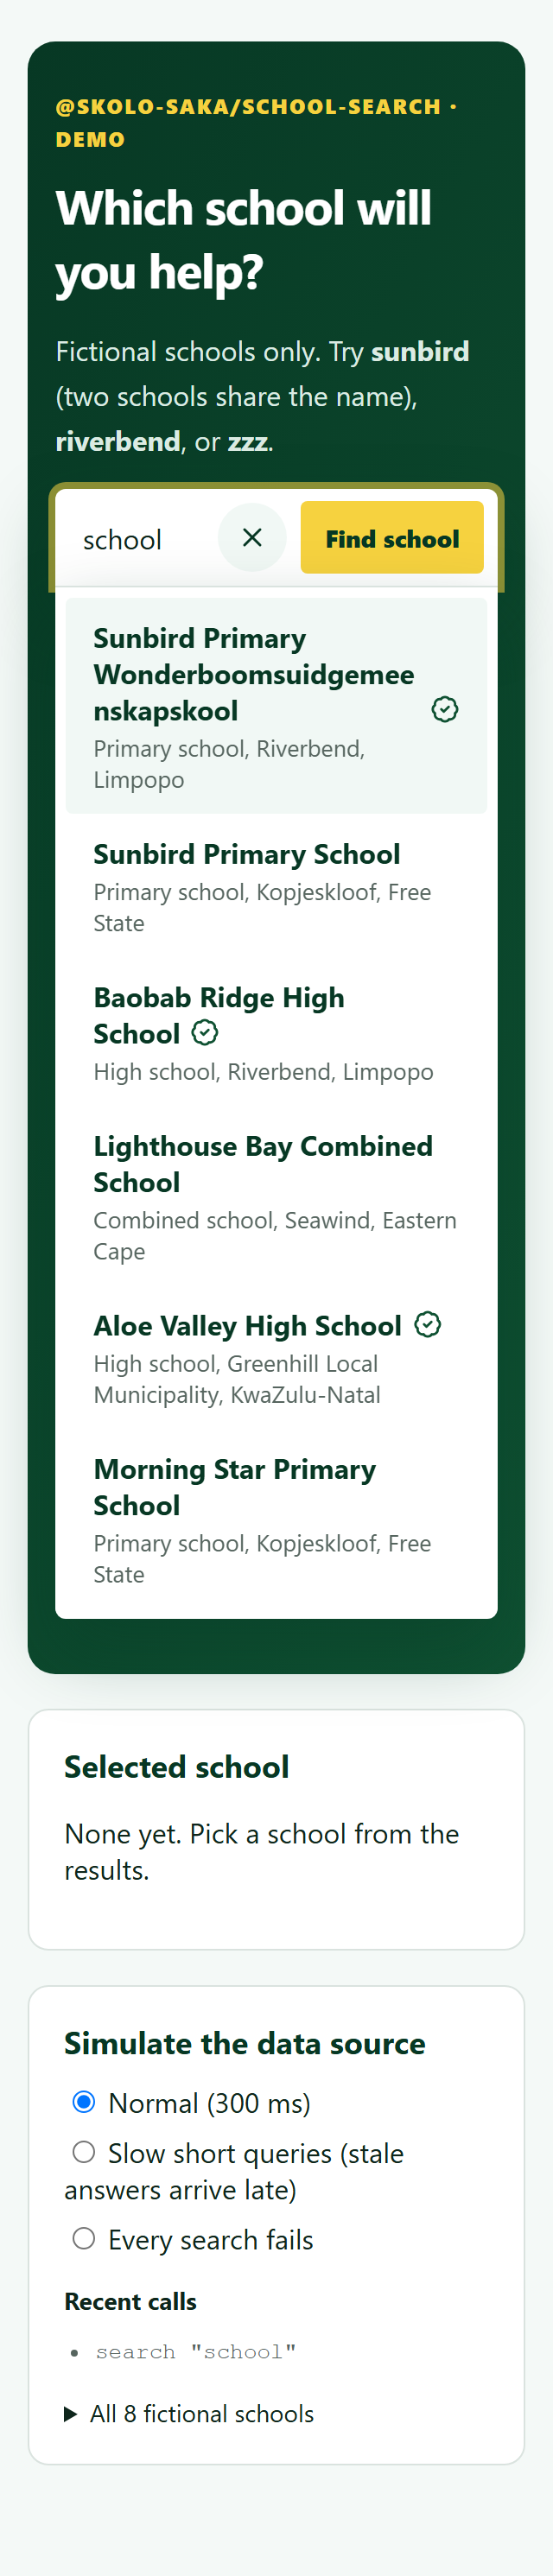 @SKOLO-SAKA/SCHOOL-SEARCH ·
DEMO
Which school will
you help?
Fictional schools only. Try sunbird
(two schools share the name),
riverbend, or zzz.
school
Find school
Sunbird Primary
Wonderboomsuidgemee
nskapskool
Primary school, Riverbend,
Limpopo
Sunbird Primary School
Primary school, Kopjeskloof, Free
State
Baobab Ridge High
School
High school, Riverbend, Limpopo
Lighthouse Bay Combined
School
Combined school, Seawind, Eastern
Cape
Aloe Valley High School
High school, Greenhill Local
Municipality, KwaZulu-Natal
Morning Star Primary
School
Primary school, Kopjeskloof, Free
State
Selected school
None yet. Pick a school from the
results.
Simulate the data source
Normal (300 ms)
Slow short queries (stale
answers arrive late)
Every search fails
Recent calls
• search "school"
All 8 fictional schools